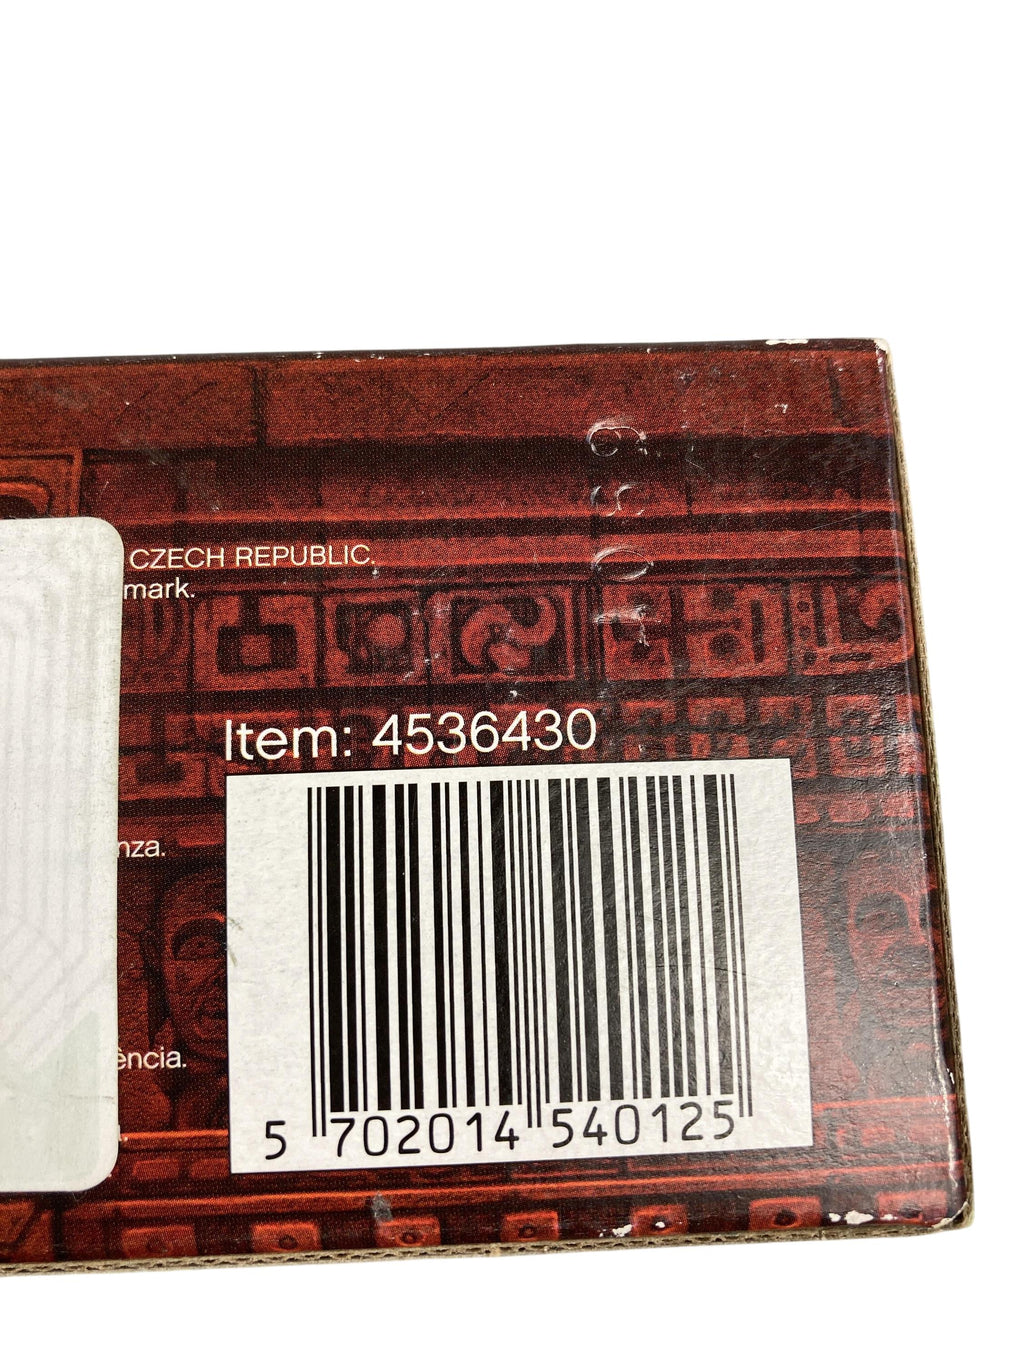 CZECH REPUBLIC.
mark.
Item: 4536430
nza.
ência.
5 702014 540125